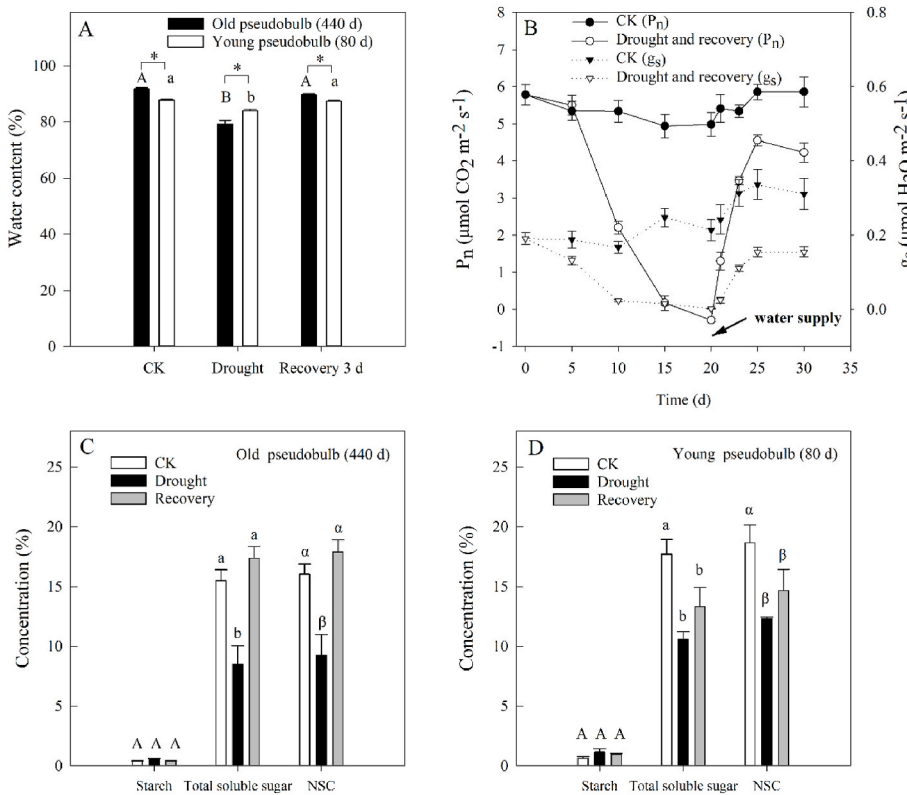 A
Old pseudobulb (440 d)
Young pseudobulb (80 d)
*
*
*
A
a
B
b
A
a
100
80
60
40
20
0
Water content (%)
CK
Drought
Recovery 3 d
B
CK (Pn)
Drought and recovery (Pn)
CK (gs)
Drought and recovery (gs)
8
7
6
5
4
3
2
1
0
-1
Pn (μmol CO2 m-2 s-1)
0.8
0.6
0.4
0.2
0.0
water supply
0
5
10
15
20
25
30
35
Time (d)
C
Old pseudobulb (440 d)
CK
Drought
Recovery
25
20
15
10
5
0
Concentration (%)
A A A
a
b
a
α
β
α
Starch
Total soluble sugar
NSC
D
Young pseudobulb (80 d)
CK
Drought
Recovery
25
20
15
10
5
0
Concentration (%)
A A A
a
b
b
α
β
β
Starch
Total soluble sugar
NSC